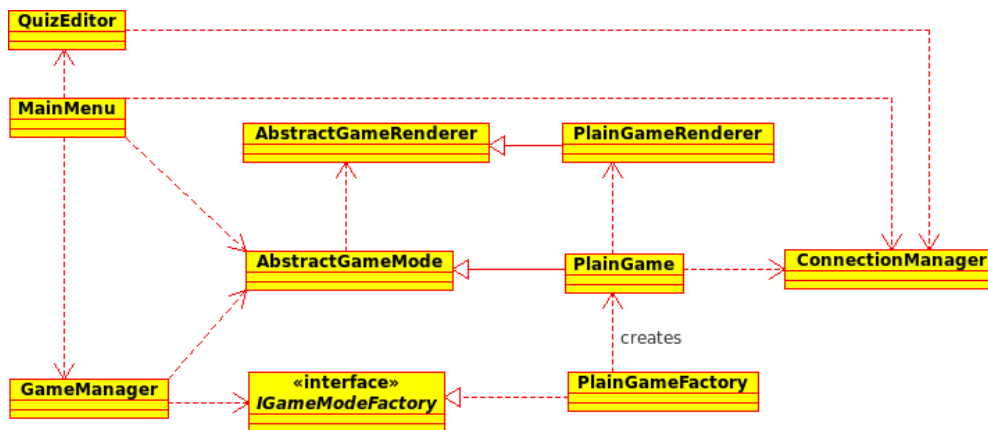 QuizEditor
MainMenu
AbstractGameRenderer
PlainGameRenderer
AbstractGameMode
PlainGame
ConnectionManager
creates
GameManager
«interface»
IGameModeFactory
PlainGameFactory